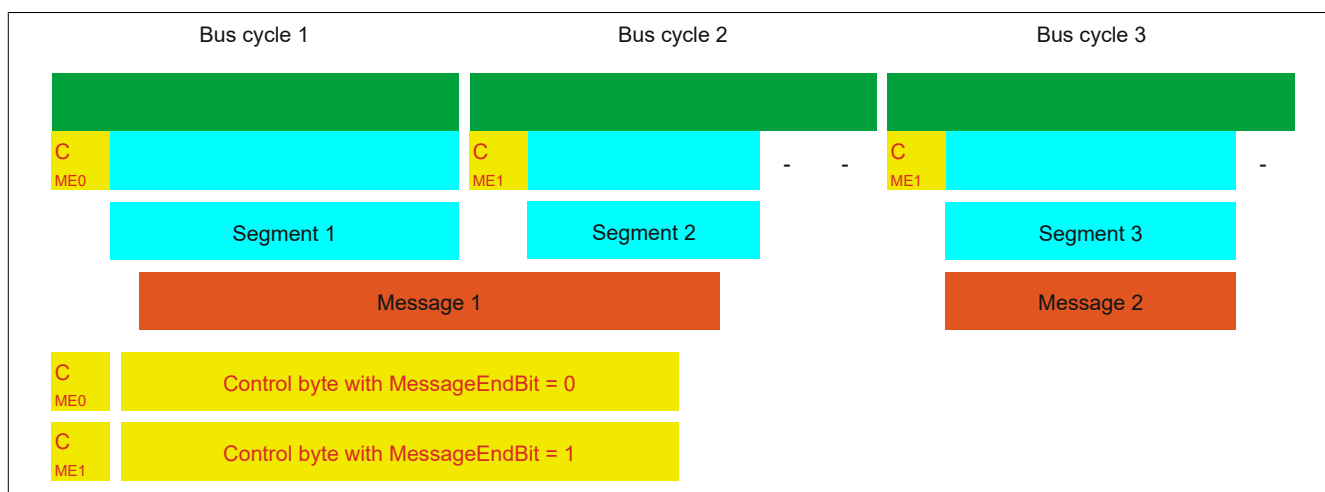 Bus cycle 1 Bus cycle 2 Bus cycle 3
C C - - C -
ME0 ME1 ME1
Segment 1 Segment 2 Segment 3
Message 1 Message 2
C Control byte with MessageEndBit = 0
ME0
C Control byte with MessageEndBit = 1
ME1